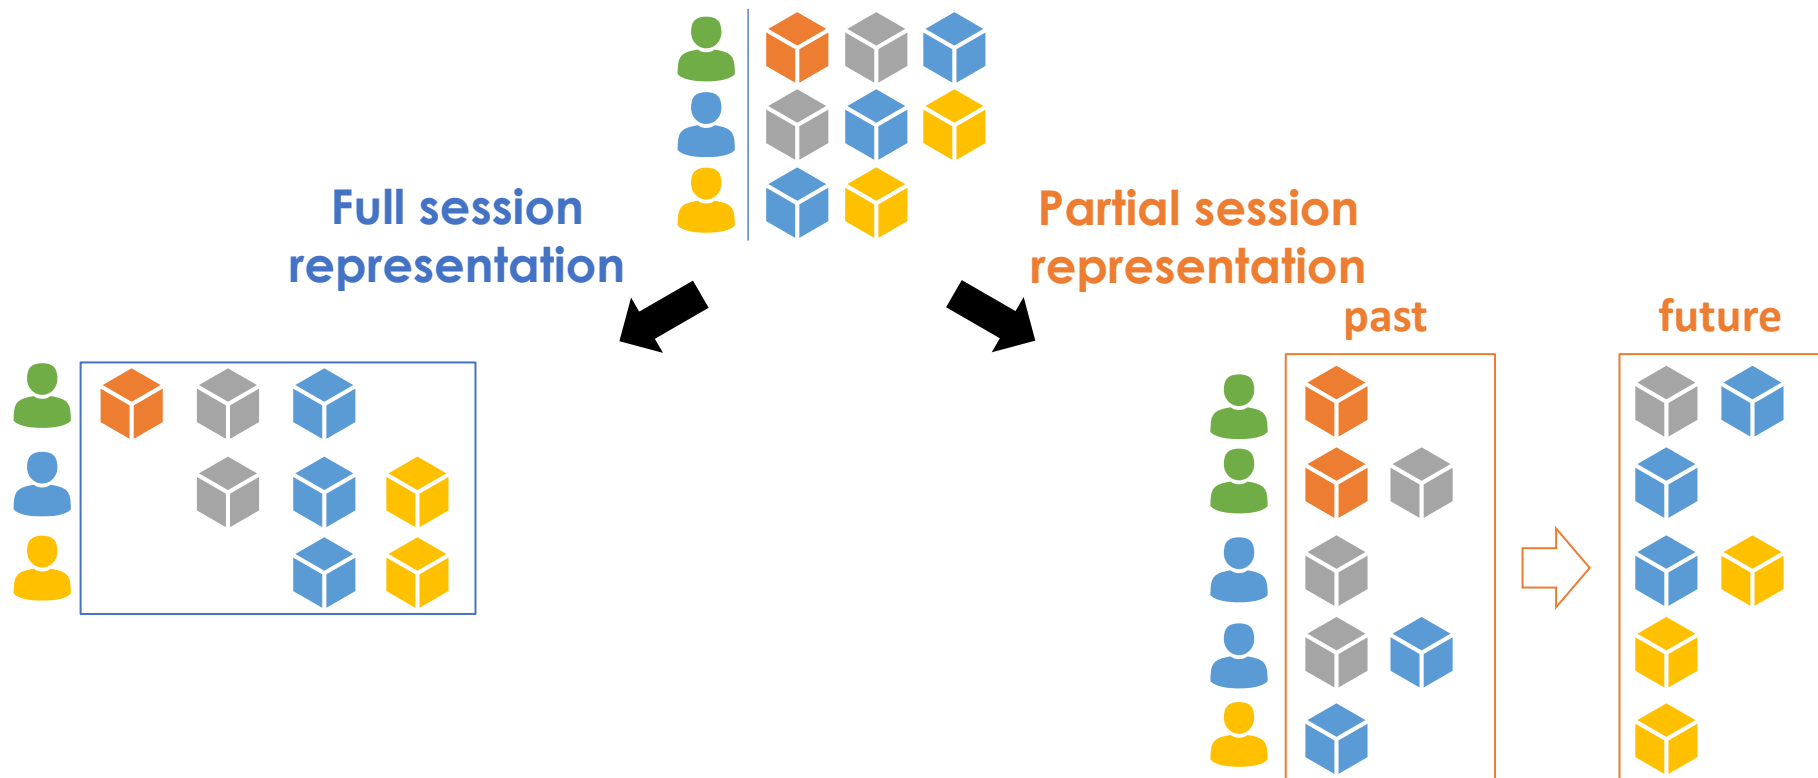 Full session
representation
Partial session
representation
past
future